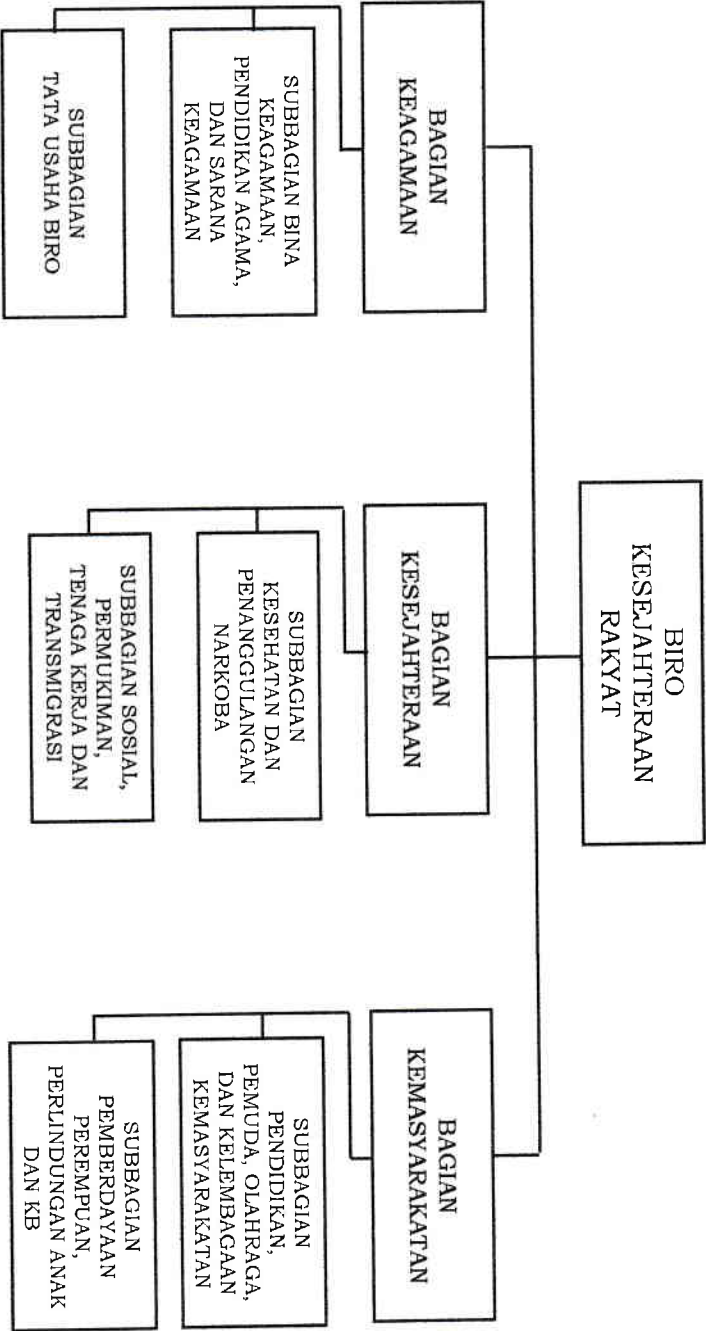 BIRO
KESEJAHTERAAN
RAKYAT
BAGIAN
KEAGAMAAN
SUBBAGIAN BINA
KEAGAMAAN,
PENDIDIKAN AGAMA,
DAN SARANA
KEAGAMAAN
SUBBAGIAN
TATA USAHA BIRO
BAGIAN
KESEJAHTERAAN
SUBBAGIAN
KESEHATAN DAN
PENANGGULANGAN
NARKOBA
SUBBAGIAN SOSIAL,
PERMUKIMAN,
TENAGA KERJA DAN
TRANSMIGRASI
BAGIAN
KEMASYARAKATAN
SUBBAGIAN
PENDIDIKAN,
PEMUDA, OLAHRAGA,
DAN KELEMBAGAAN
KEMASYARAKATAN
SUBBAGIAN
PEMBERDAYAAN
PEREMPUAN,
PERLINDUNGAN ANAK
DAN KB